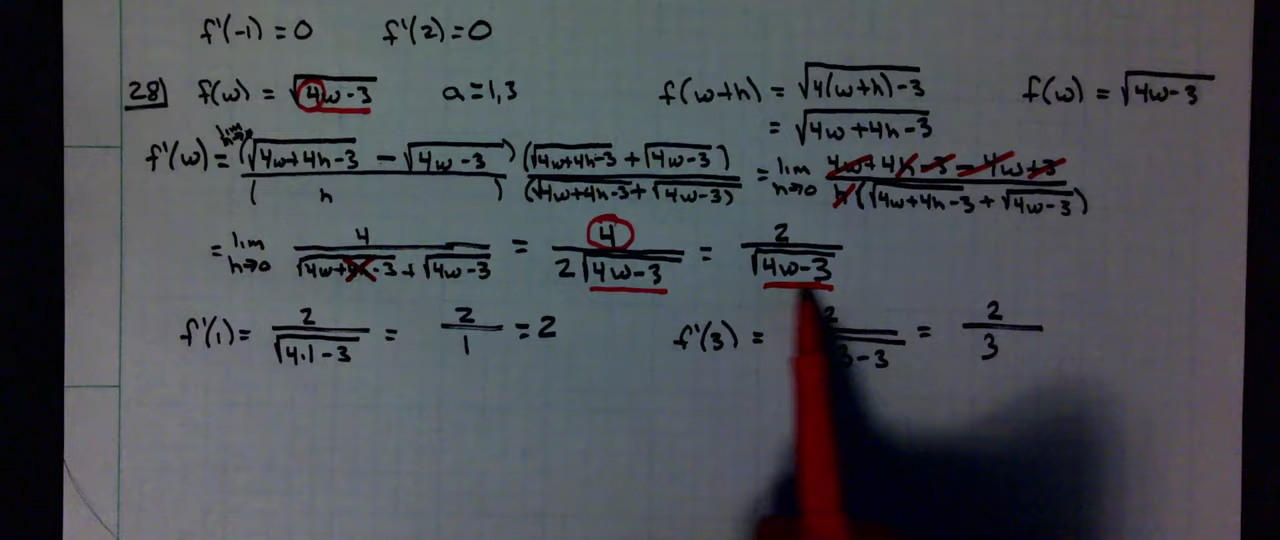 f'(-1) = 0 f'(2) = 0
28) f(w) = √(4w-3) a = 1,3 f(w+h) = √(4(w+h)-3) f(w) = √(4w-3)
= √(4w+4h-3)
f'(w) = lim h→0 (√(4w+4h-3) - √(4w-3))/(h) (√(4w+4h-3) + √(4w-3))/(√(4w+4h-3) + √(4w-3)) = lim h→0 (4w+4h-3-4w+3)/(h(√(4w+4h-3) + √(4w-3)))
= lim h→0 4/(√(4w+4h-3) + √(4w-3)) = 4/(2√(4w-3)) = 2/√(4w-3)
f'(1) = 2/√(4·1-3) = 2/1 = 2 f'(3) = 2/ 3-3 = 2/3